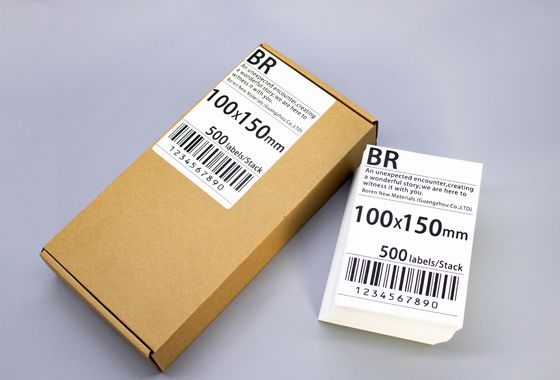 BR
An unexpected encounter,creating
a wonderful story;we are here to
witness it with you.
Boren New Materials (Guangzhou Co.,LTD)
100x150mm
500 labels/Stack
1234567890
BR
An unexpected encounter,creating
a wonderful story;we are here to
witness it with you.
Boren New Materials (Guangzhou Co.,LTD)
100x150mm
500 labels/Stack
1234567890